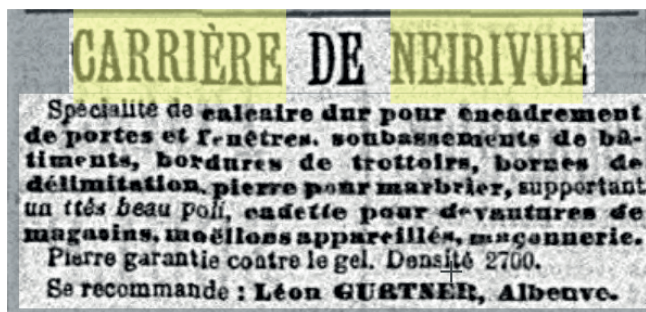 CARRIÈRE DE NEIRIVUE
Spécialité de calcaire dur pour encadrement
de portes et fenêtres, soubassements de bâ-
timents, bordures de trottoirs, bornes de
délimitation, pierre pour marbrier, supportant
un ttés beau poli, cadette pour devantures de
magasins, moëllons appareillés, maçonnerie.
Pierre garantie contre le gel. Densité 2700.
Se recommande : Léon GURTNER, Albeuve.